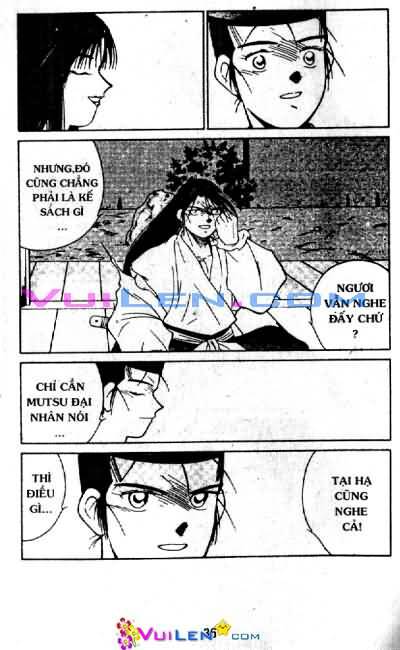 NHƯNG,ĐÓ
CŨNG CHẲNG
PHẢI LÀ KẾ
SÁCH GÌ
...
NGƯƠI
VẪN NGHE
ĐẤY CHỨ
?
VUILEN.COM
CHỈ CẦN
MUTSU ĐẠI
NHÂN NÓI
...
THÌ
ĐIỀU
GÌ...
TẠI HẠ
CŨNG
NGHE
CẢ!
36
VUILEN.COM